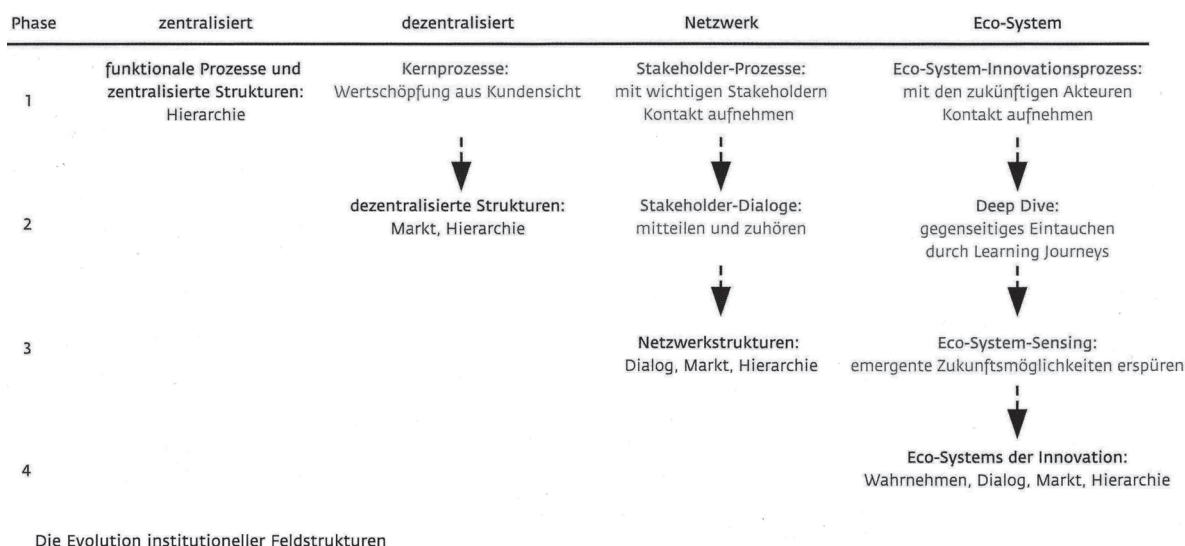 Phase zentralisiert dezentralisiert Netzwerk Eco-System
funktionale Prozesse und Kernprozesse: Stakeholder-Prozesse: Eco-System-Innovationsprozess:
1 zentralisierte Strukturen: Wertschöpfung aus Kundensicht mit wichtigen Stakeholdern mit den zukünftigen Akteuren
Hierarchie Kontakt aufnehmen Kontakt aufnehmen
dezentralisierte Strukturen: Stakeholder-Dialoge: Deep Dive:
2 Markt, Hierarchie mitteilen und zuhören gegenseitiges Eintauchen
durch Learning Journeys
3 Netzwerkstrukturen: Eco-System-Sensing:
Dialog, Markt, Hierarchie emergente Zukunftsmöglichkeiten erspüren
Eco-Systems der Innovation:
4 Wahrnehmen, Dialog, Markt, Hierarchie
Die Evolution institutioneller Feldstrukturen